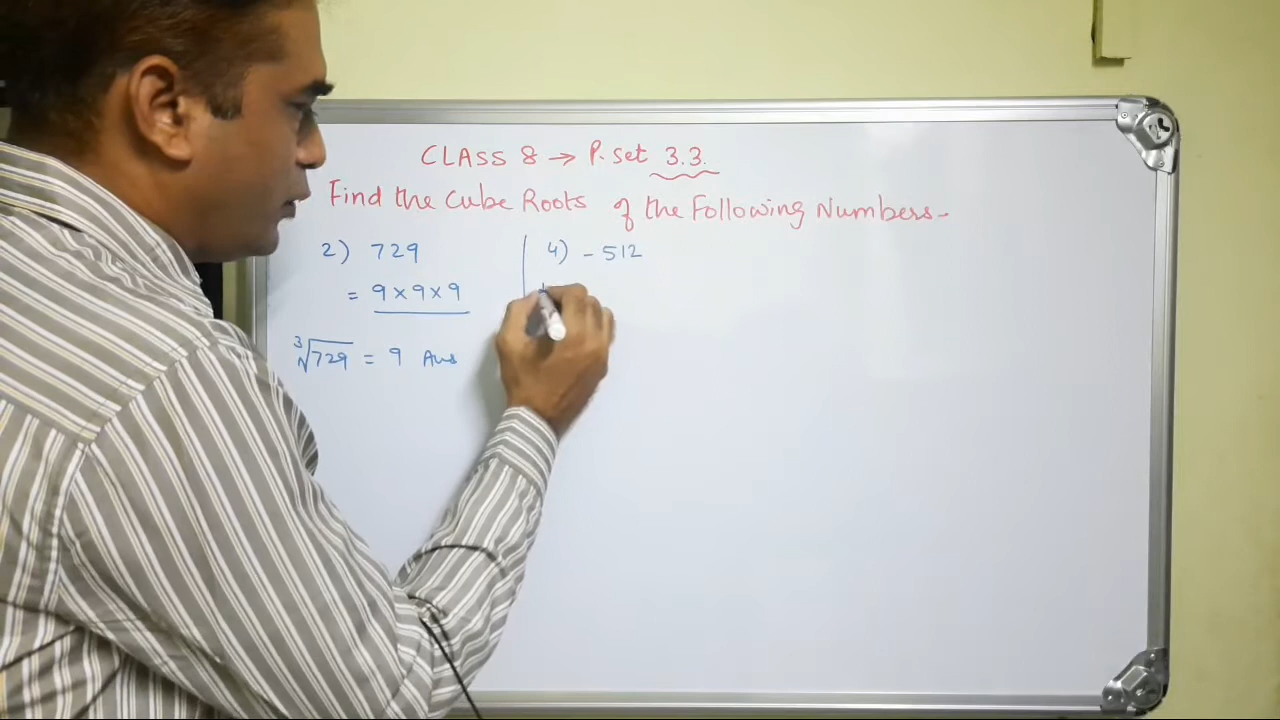 CLASS 8 → P. Set 3.3.
Find the Cube Roots of the Following Numbers.
2) 729
= 9×9×9
∛729 = 9 Ans
4) - 512